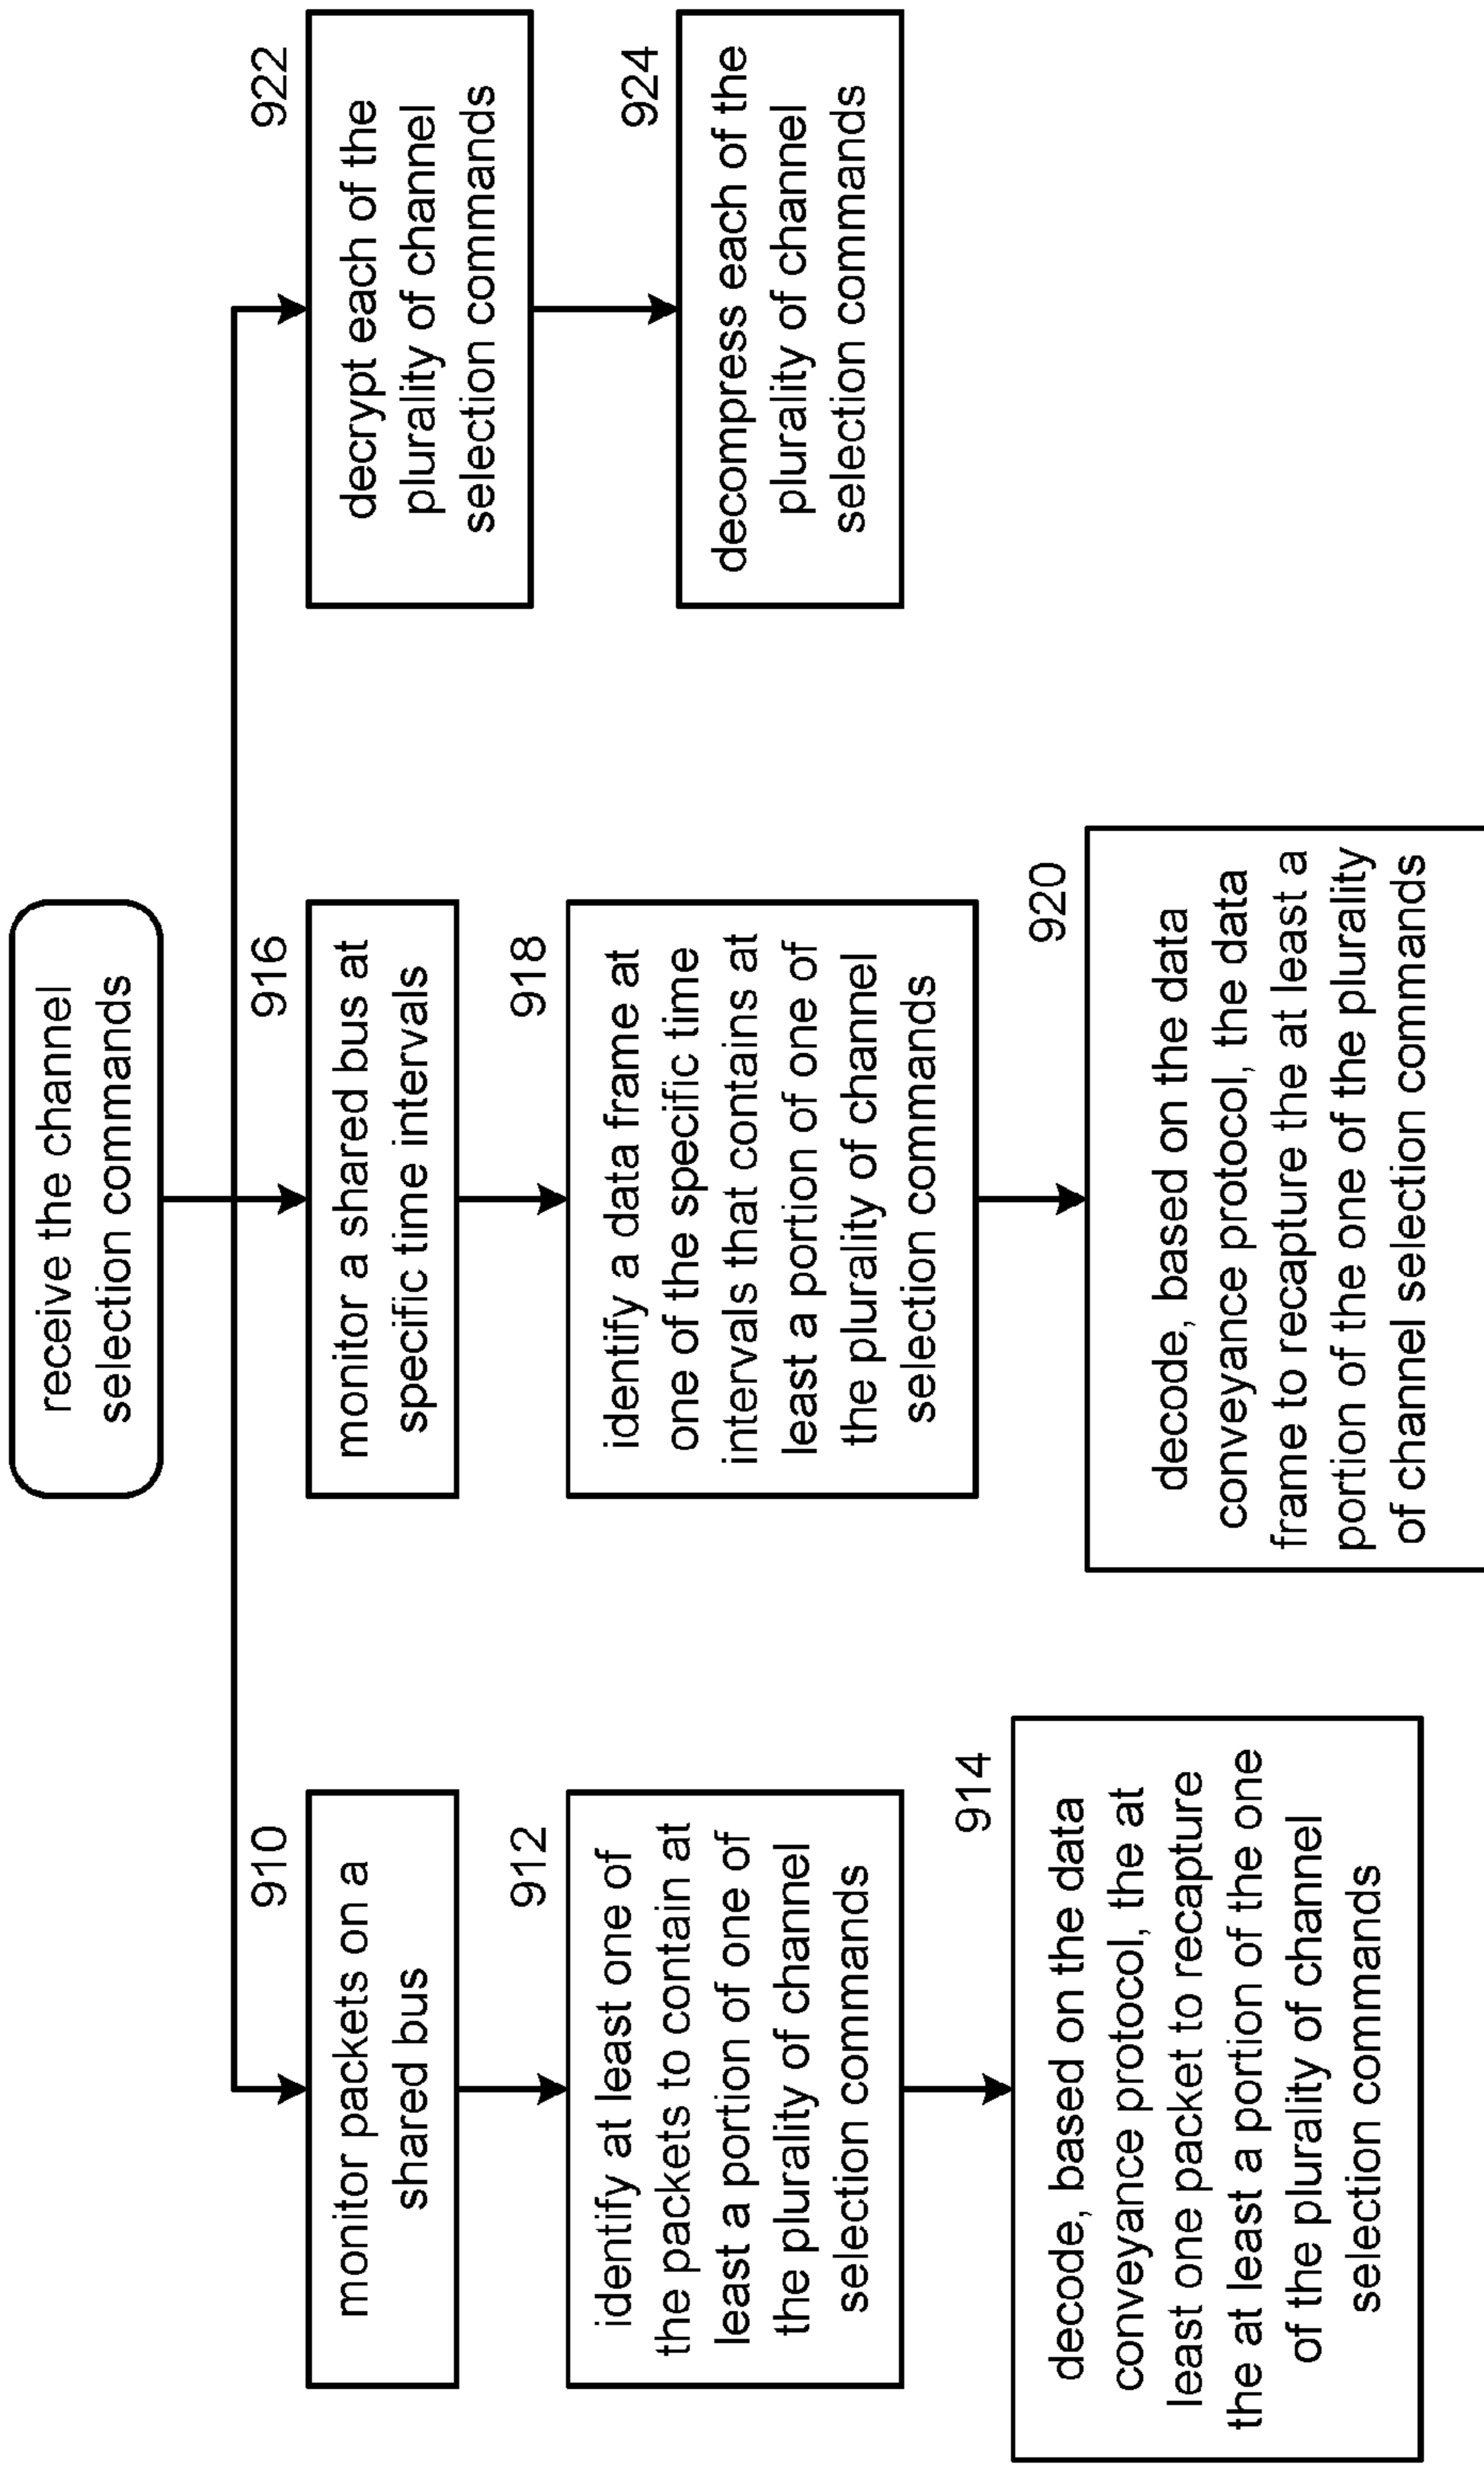 receive the channel
selection commands
910
monitor packets on a
shared bus
912
identify at least one of
the packets to contain at
least a portion of one of
the plurality of channel
selection commands
914
decode, based on the data
conveyance protocol, the at
least one packet to recapture
the at least a portion of the one
of the plurality of channel
selection commands
916
monitor a shared bus at
specific time intervals
918
identify a data frame at
one of the specific time
intervals that contains at
least a portion of one of
the plurality of channel
selection commands
920
decode, based on the data
conveyance protocol, the data
frame to recapture the at least a
portion of the one of the plurality
of channel selection commands
922
decrypt each of the
plurality of channel
selection commands
924
decompress each of the
plurality of channel
selection commands